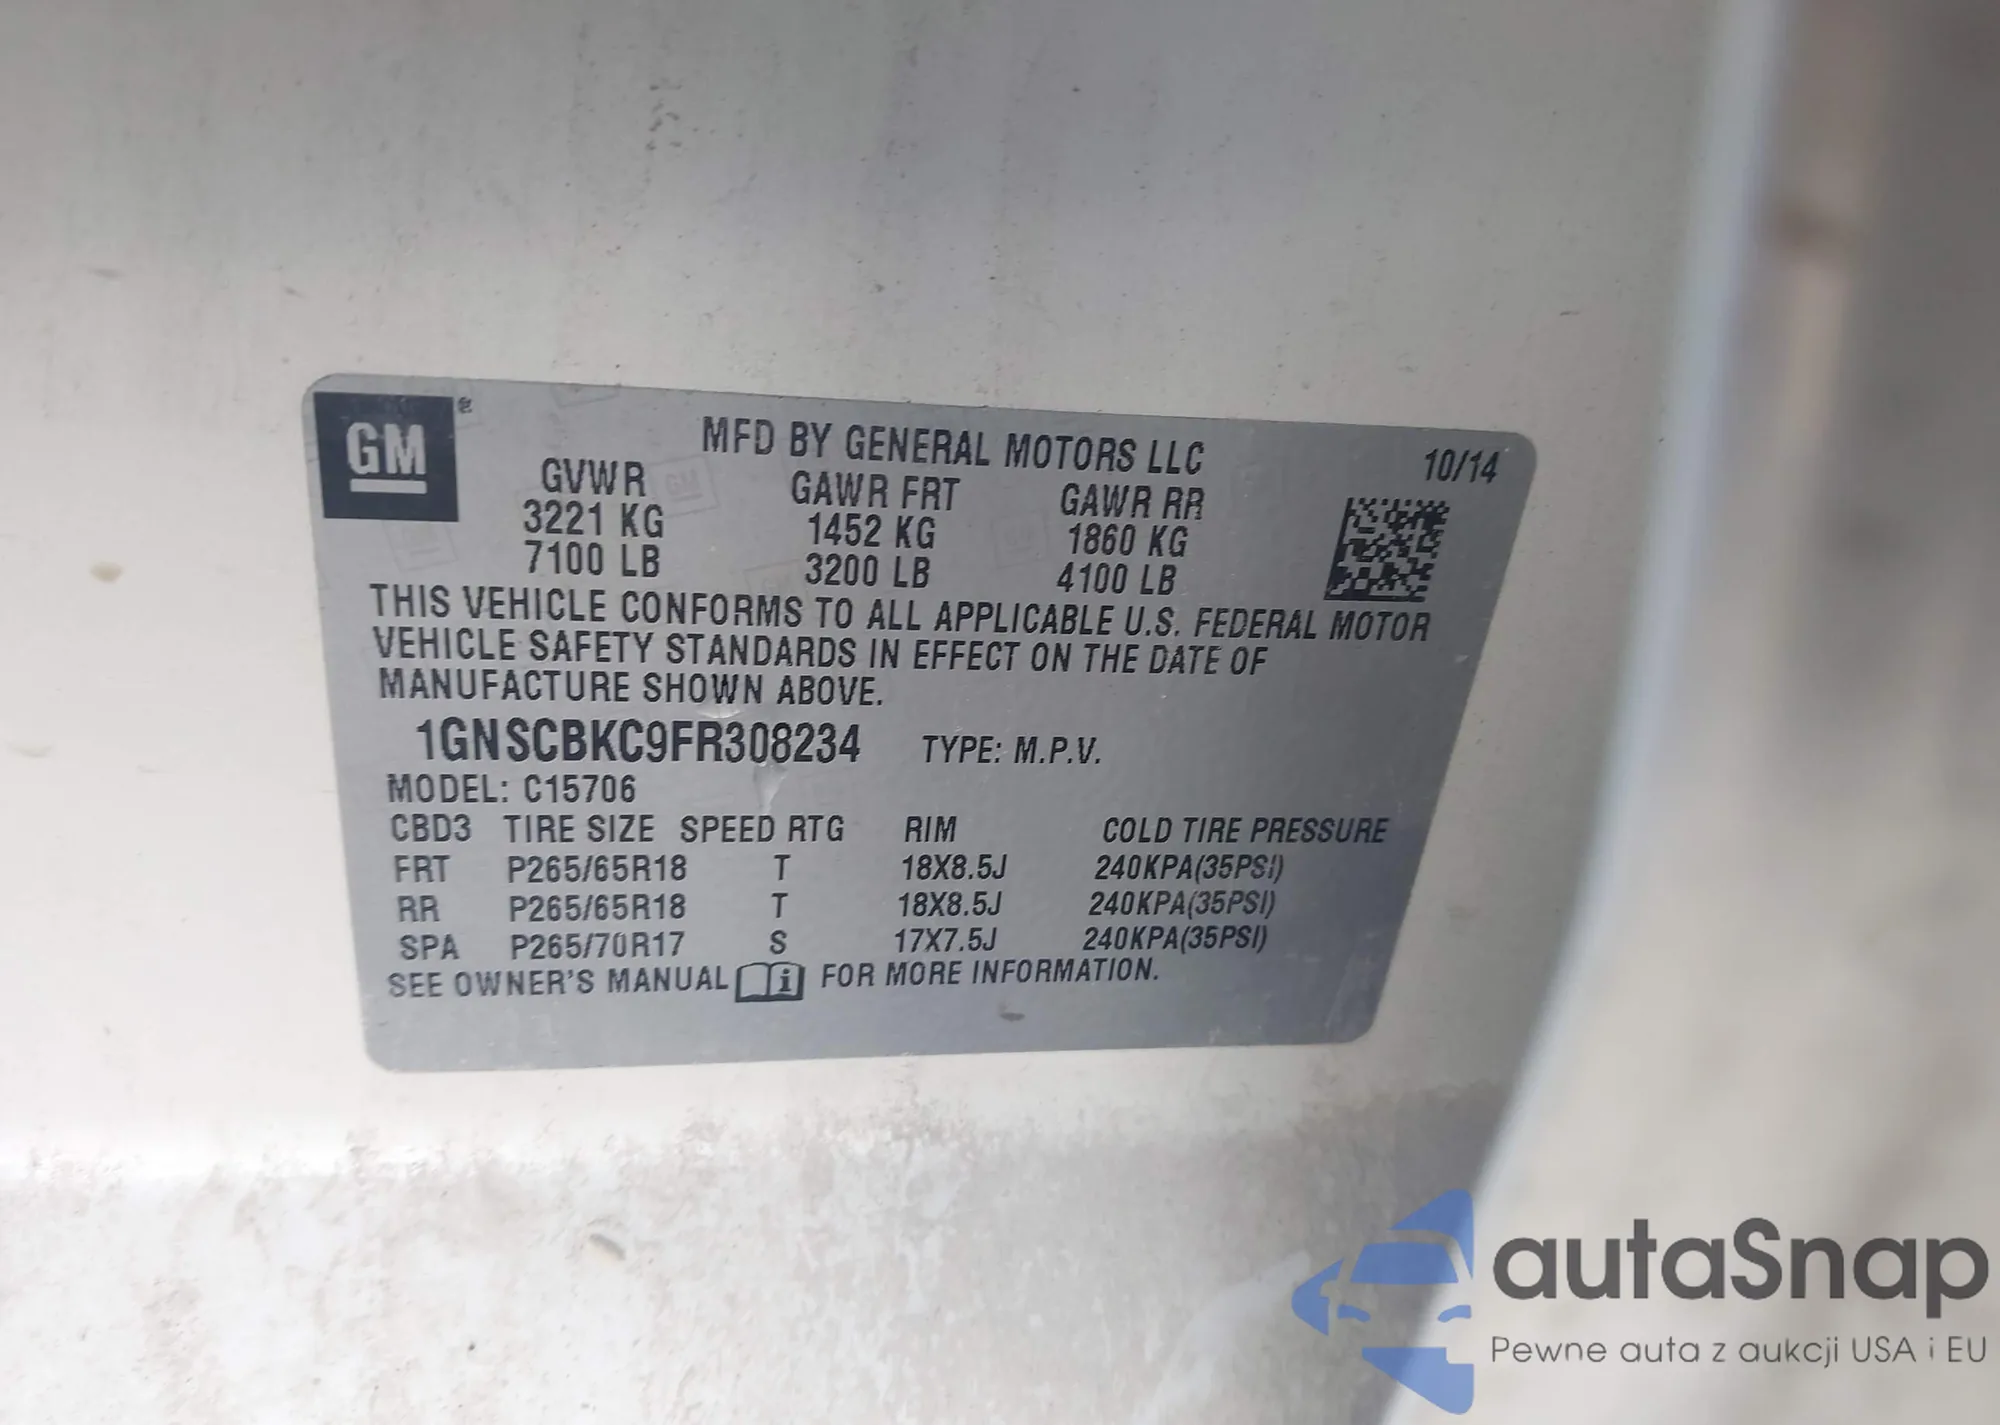 GM
MFD BY GENERAL MOTORS LLC
10/14
GVWR GAWR FRT GAWR RR
3221 KG 1452 KG 1860 KG
7100 LB 3200 LB 4100 LB
THIS VEHICLE CONFORMS TO ALL APPLICABLE U.S. FEDERAL MOTOR
VEHICLE SAFETY STANDARDS IN EFFECT ON THE DATE OF
MANUFACTURE SHOWN ABOVE.
1GNSCBKC9FR308234 TYPE: M.P.V.
MODEL: C15706
CBD3 TIRE SIZE SPEED RTG RIM COLD TIRE PRESSURE
FRT P265/65R18 T 18X8.5J 240KPA(35PSI)
RR P265/65R18 T 18X8.5J 240KPA(35PSI)
SPA P265/70R17 S 17X7.5J 240KPA(35PSI)
SEE OWNER'S MANUAL i FOR MORE INFORMATION.
autaSnap
Pewne auta z aukcji USA i EU